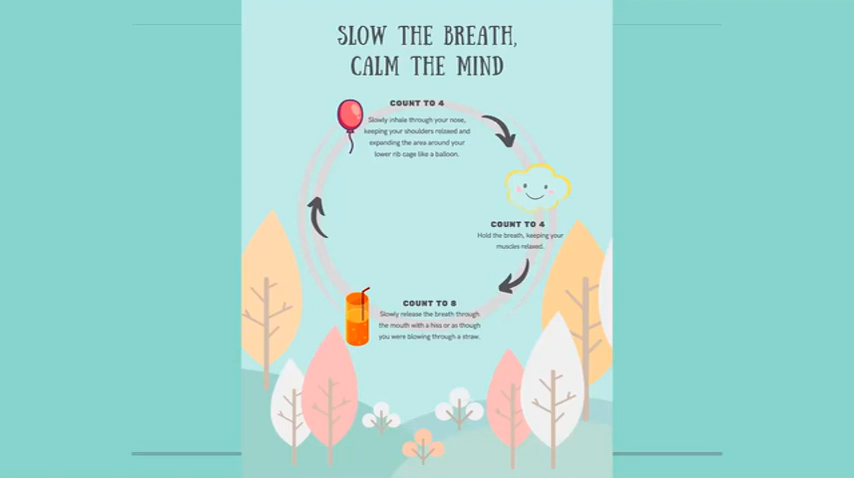 SLOW THE BREATH,
CALM THE MIND
COUNT TO 4
Slowly inhale through your nose,
keeping your shoulders relaxed and
expanding the area around your
lower rib cage like a balloon.
COUNT TO 4
Hold the breath, keeping your
muscles relaxed.
COUNT TO 8
Slowly release the breath through
the mouth with a hiss or as though
you were blowing through a straw.